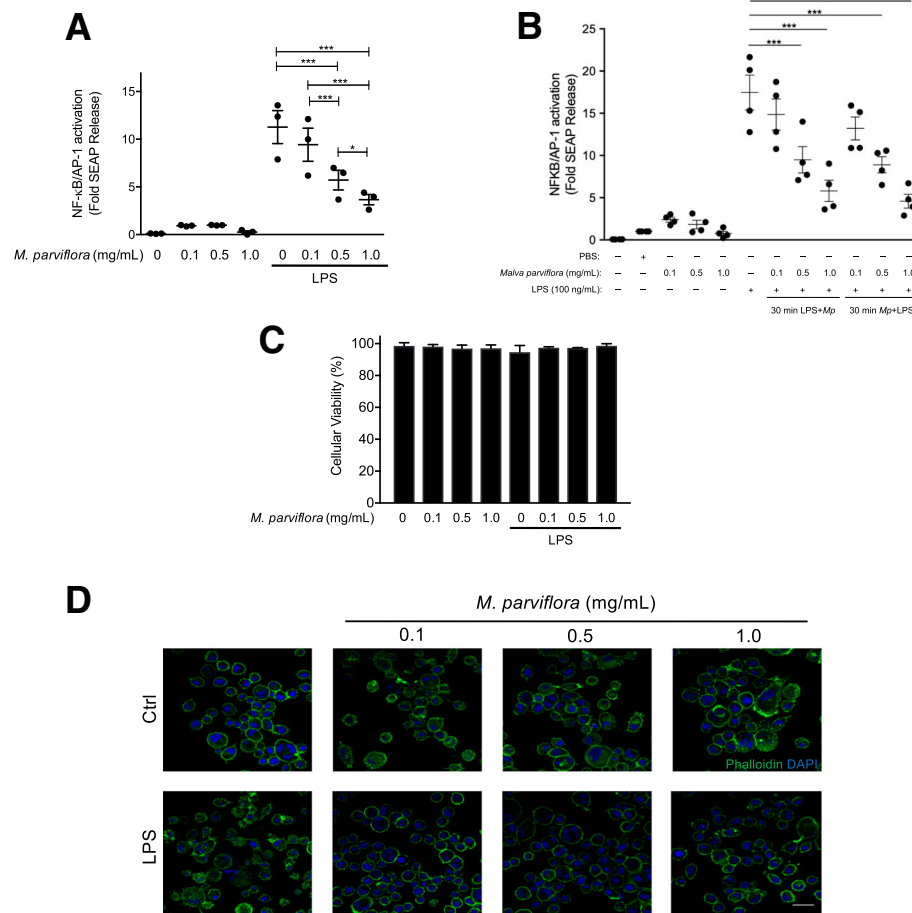 A
NF-κB/AP-1 activation
(Fold SEAP Release)
15
10
5
0
***
***
***
***
*
M. parviflora (mg/mL) 0 0.1 0.5 1.0 0 0.1 0.5 1.0
LPS
B
NFKB/AP-1 activation
(Fold SEAP Release)
25
20
15
10
5
0
***
***
***
PBS: – + – – – – – – – – – –
Malva parviflora (mg/mL): – – 0.1 0.5 1.0 – 0.1 0.5 1.0 0.1 0.5 1.0
LPS (100 ng/mL): – – – – – + + + + + + +
30 min LPS+Mp 30 min Mp+LPS
C
Cellular Viability (%)
100
80
60
40
20
0
M. parviflora (mg/mL) 0 0.1 0.5 1.0 0 0.1 0.5 1.0
LPS
D
M. parviflora (mg/mL)
0.1 0.5 1.0
Ctrl
Phalloidin DAPI
LPS